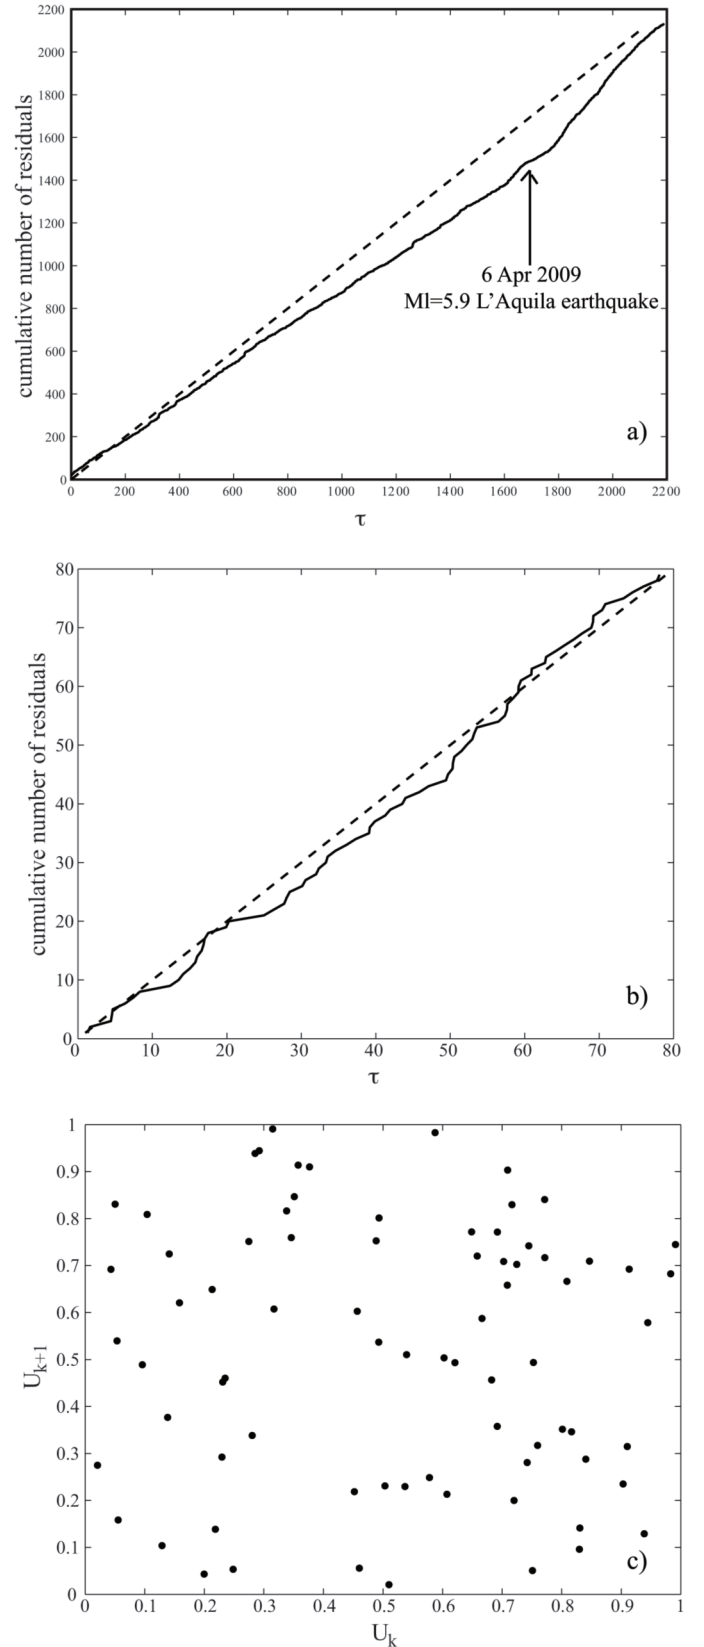 2200
2000
1800
1600
1400
1200
1000
800
600
400
200
0
cumulative number of residuals
6 Apr 2009
Ml=5.9 L'Aquila earthquake
a)
0 200 400 600 800 1000 1200 1400 1600 1800 2000 2200
τ
80
70
60
50
40
30
20
10
0
cumulative number of residuals
b)
0 10 20 30 40 50 60 70 80
τ
1
0.9
0.8
0.7
0.6
0.5
0.4
0.3
0.2
0.1
0
U_{k+1}
c)
0 0.1 0.2 0.3 0.4 0.5 0.6 0.7 0.8 0.9 1
U_k